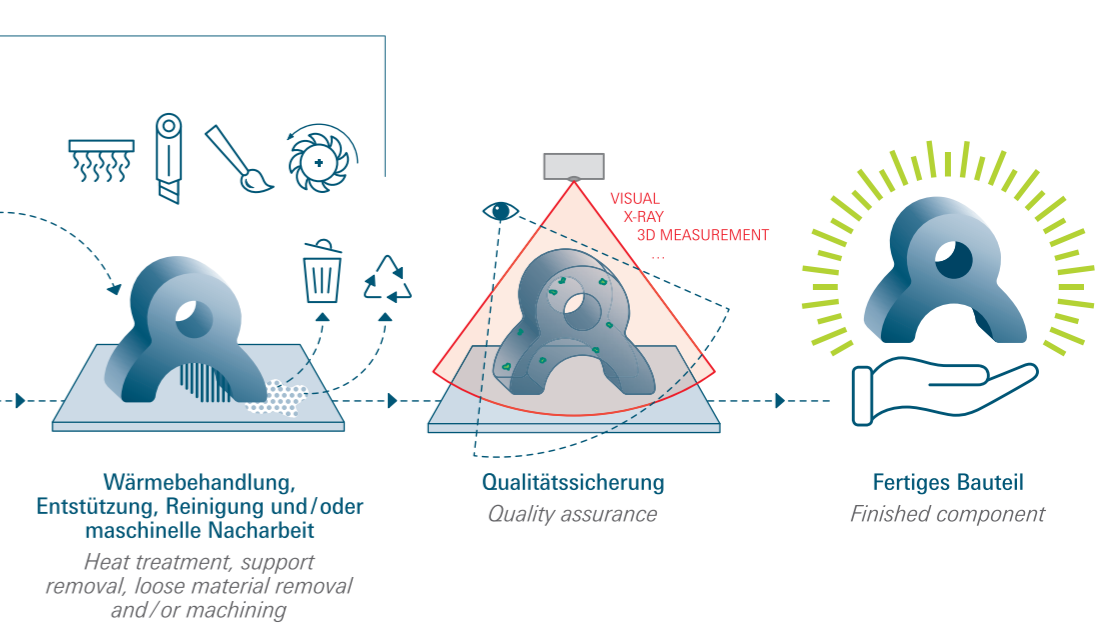 VISUAL
X-RAY
3D MEASUREMENT
...
Wärmebehandlung,
Entstützung, Reinigung und/oder
maschinelle Nacharbeit
Heat treatment, support
removal, loose material removal
and/or machining
Qualitätssicherung
Quality assurance
Fertiges Bauteil
Finished component